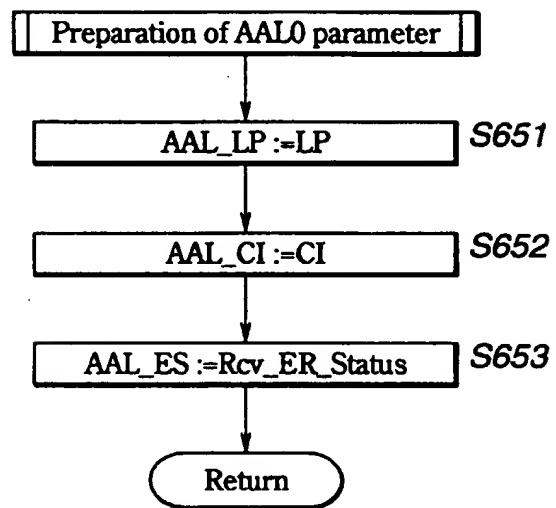 Preparation of AAL0 parameter
AAL_LP :=LP
S651
AAL_CI :=CI
S652
AAL_ES :=Rcv_ER_Status
S653
Return